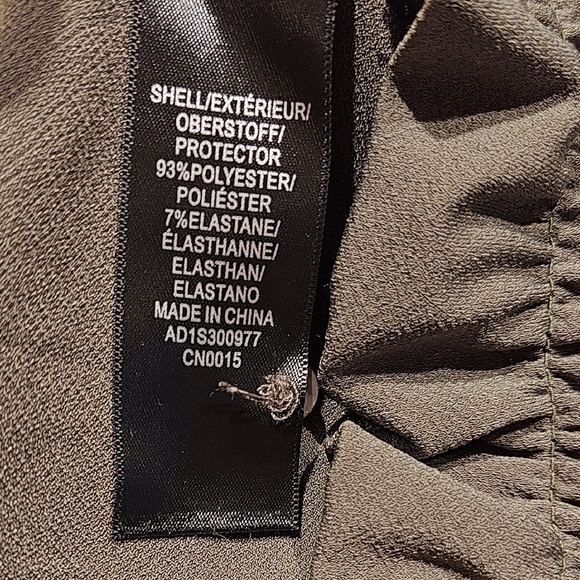 SHELL/EXTÉRIEUR/
OBERSTOFF/
PROTECTOR
93%POLYESTER/
POLIÉSTER
7%ELASTANE/
ÉLASTHANNE/
ELASTHAN/
ELASTANO
MADE IN CHINA
AD1S300977
CN0015